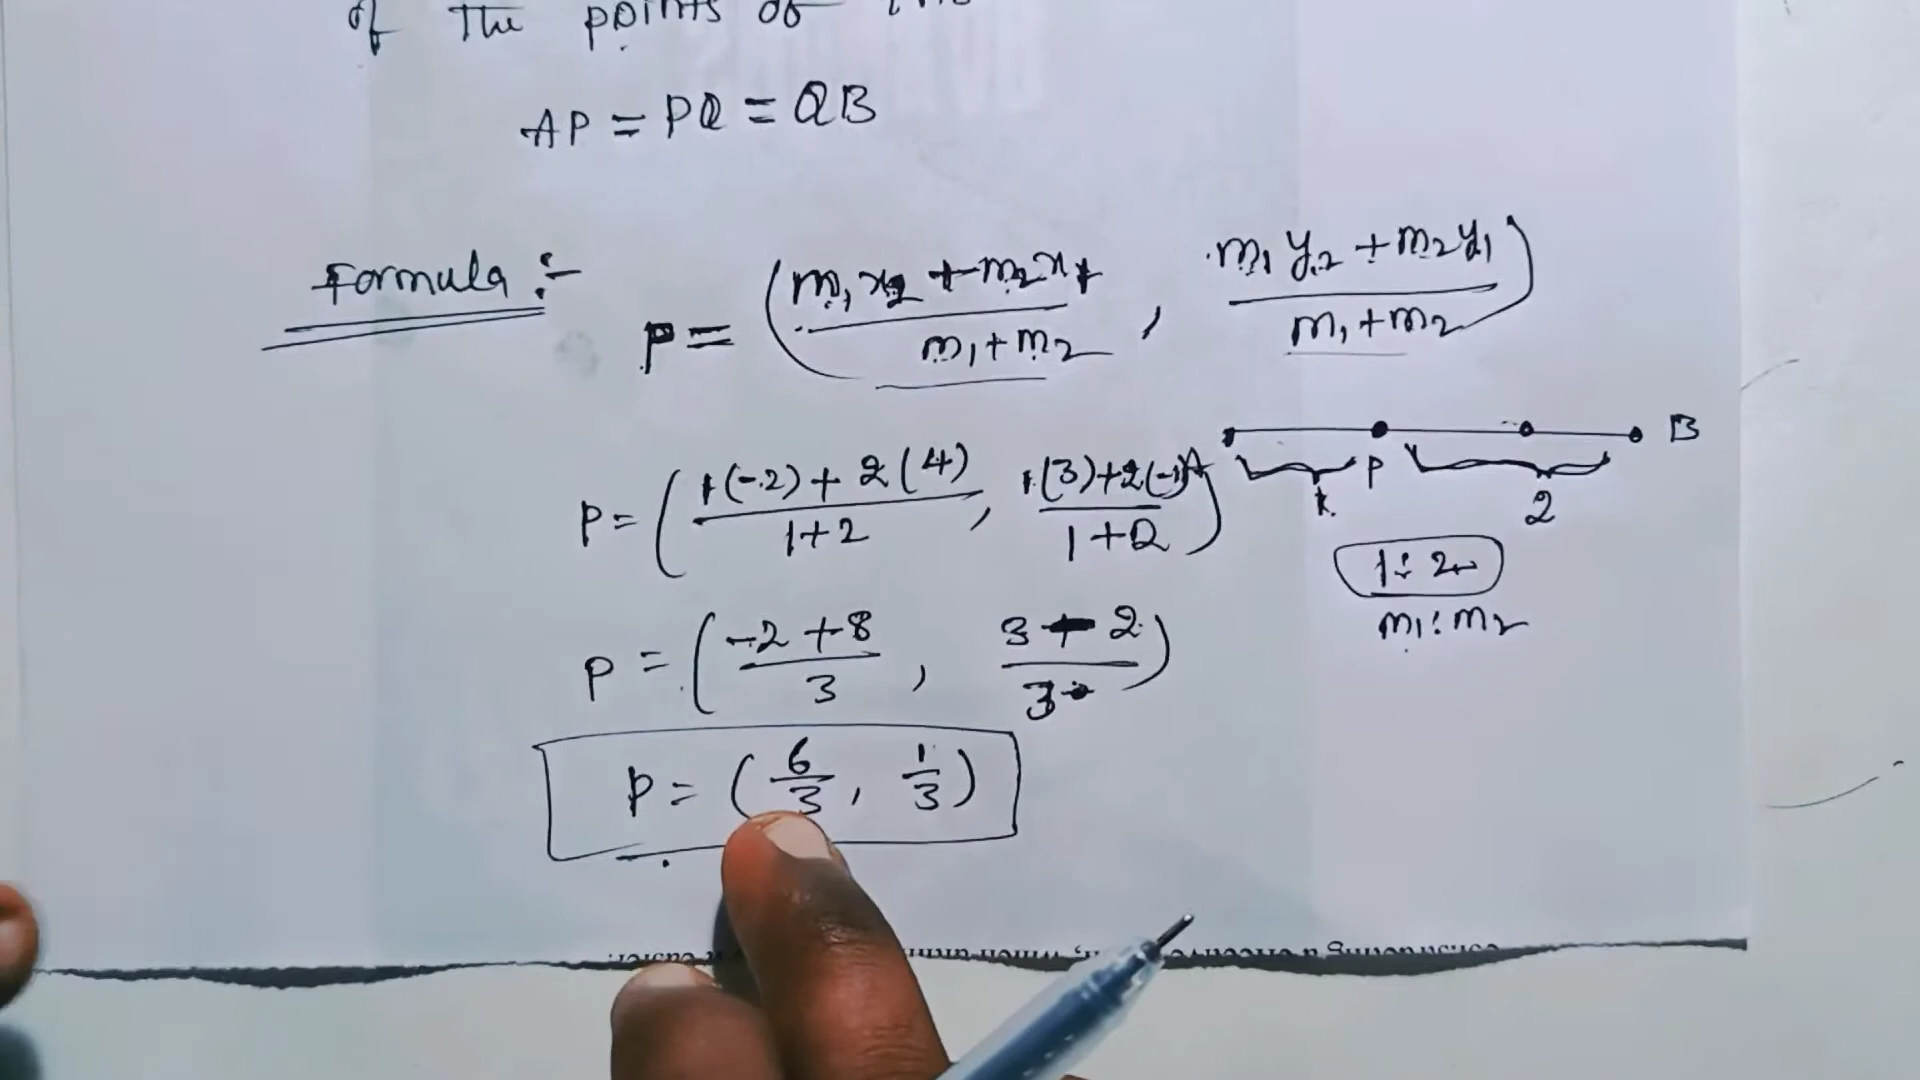 of the points of
AP = PQ = QB
Formula :-
P = (m₁x₂ + m₂x₁ / m₁+m₂ , m₁y₂ + m₂y₁ / m₁+m₂)
B
P = (1(-2) + 2(4) / 1+2 , 1(3)+2(-1) / 1+2)
A P
1 2
1:2
m₁:m₂
P = (-2+8 / 3 , 3-2 / 3)
P = (6/3 , 1/3)